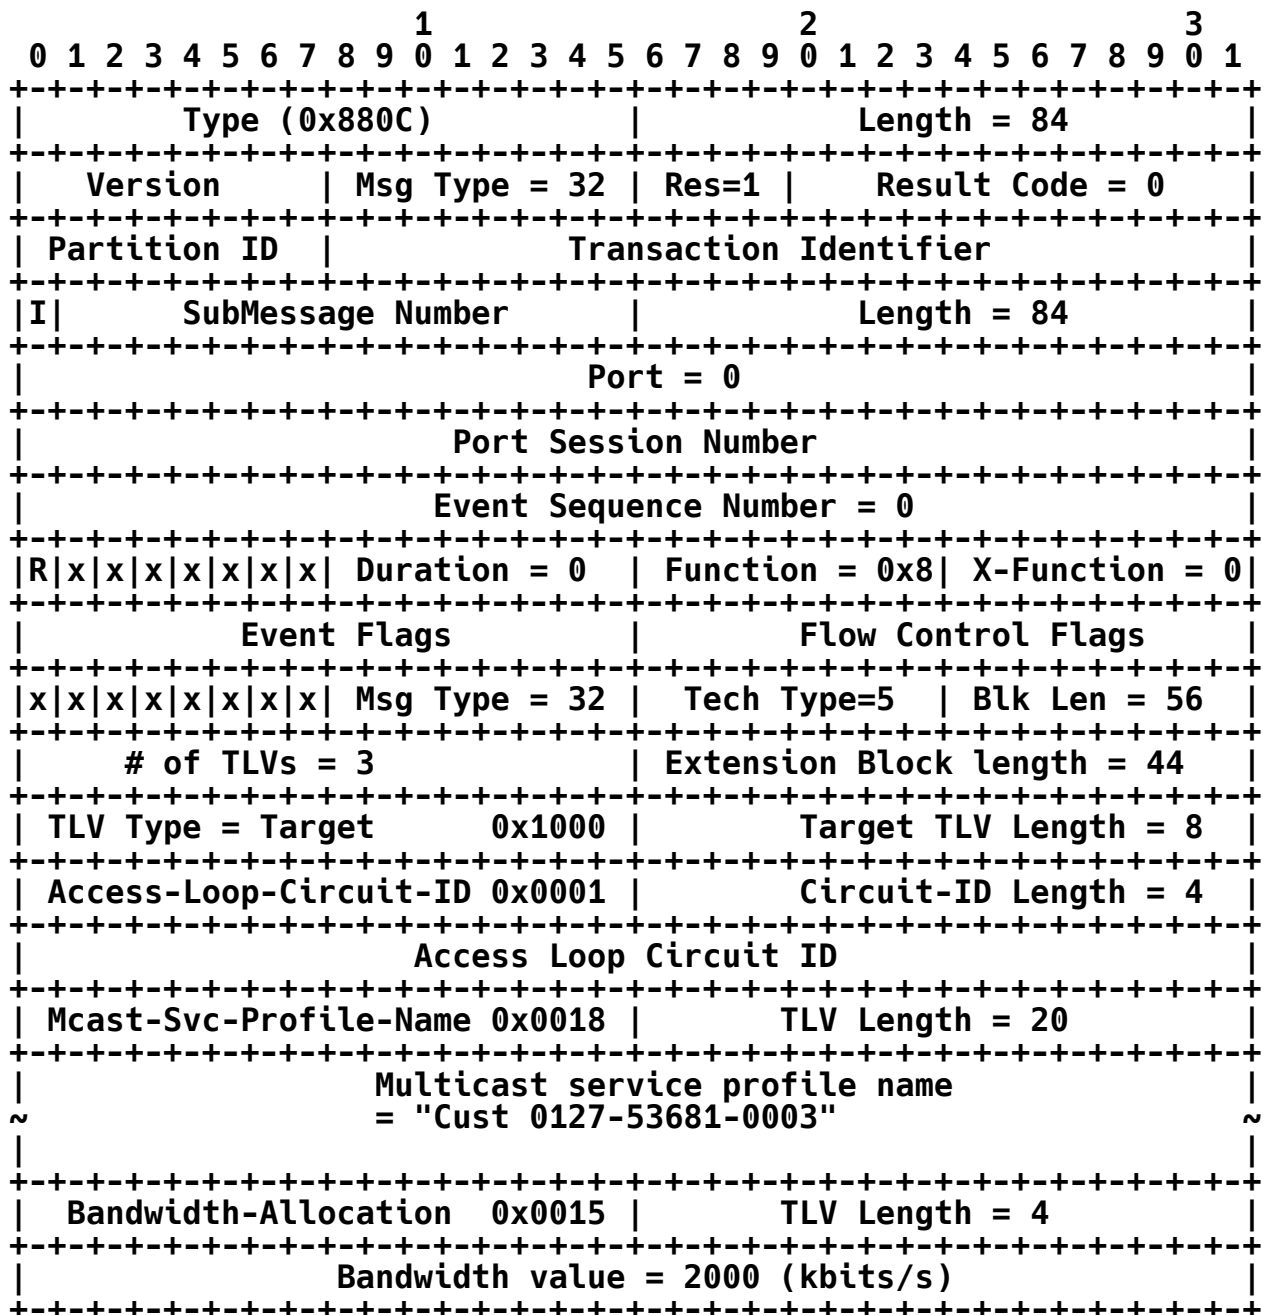 1                   2                   3
 0 1 2 3 4 5 6 7 8 9 0 1 2 3 4 5 6 7 8 9 0 1 2 3 4 5 6 7 8 9 0 1
+-+-+-+-+-+-+-+-+-+-+-+-+-+-+-+-+-+-+-+-+-+-+-+-+-+-+-+-+-+-+-+-+
|        Type (0x880C)          |           Length = 84         |
+-+-+-+-+-+-+-+-+-+-+-+-+-+-+-+-+-+-+-+-+-+-+-+-+-+-+-+-+-+-+-+-+
|   Version     | Msg Type = 32 | Res=1 |    Result Code = 0    |
+-+-+-+-+-+-+-+-+-+-+-+-+-+-+-+-+-+-+-+-+-+-+-+-+-+-+-+-+-+-+-+-+
| Partition ID  |            Transaction Identifier             |
+-+-+-+-+-+-+-+-+-+-+-+-+-+-+-+-+-+-+-+-+-+-+-+-+-+-+-+-+-+-+-+-+
|I|      SubMessage Number      |           Length = 84         |
+-+-+-+-+-+-+-+-+-+-+-+-+-+-+-+-+-+-+-+-+-+-+-+-+-+-+-+-+-+-+-+-+
|                             Port = 0                          |
+-+-+-+-+-+-+-+-+-+-+-+-+-+-+-+-+-+-+-+-+-+-+-+-+-+-+-+-+-+-+-+-+
|                      Port Session Number                      |
+-+-+-+-+-+-+-+-+-+-+-+-+-+-+-+-+-+-+-+-+-+-+-+-+-+-+-+-+-+-+-+-+
|                     Event Sequence Number = 0                 |
+-+-+-+-+-+-+-+-+-+-+-+-+-+-+-+-+-+-+-+-+-+-+-+-+-+-+-+-+-+-+-+-+
|R|x|x|x|x|x|x|x| Duration = 0  | Function = 0x8| X-Function = 0|
+-+-+-+-+-+-+-+-+-+-+-+-+-+-+-+-+-+-+-+-+-+-+-+-+-+-+-+-+-+-+-+-+
|           Event Flags         |        Flow Control Flags     |
+-+-+-+-+-+-+-+-+-+-+-+-+-+-+-+-+-+-+-+-+-+-+-+-+-+-+-+-+-+-+-+-+
|x|x|x|x|x|x|x|x| Msg Type = 32 |  Tech Type=5  | Blk Len = 56  |
+-+-+-+-+-+-+-+-+-+-+-+-+-+-+-+-+-+-+-+-+-+-+-+-+-+-+-+-+-+-+-+-+
|     # of TLVs = 3             | Extension Block length = 44   |
+-+-+-+-+-+-+-+-+-+-+-+-+-+-+-+-+-+-+-+-+-+-+-+-+-+-+-+-+-+-+-+-+
| TLV Type = Target      0x1000 |        Target TLV Length = 8  |
+-+-+-+-+-+-+-+-+-+-+-+-+-+-+-+-+-+-+-+-+-+-+-+-+-+-+-+-+-+-+-+-+
| Access-Loop-Circuit-ID 0x0001 |        Circuit-ID Length = 4  |
+-+-+-+-+-+-+-+-+-+-+-+-+-+-+-+-+-+-+-+-+-+-+-+-+-+-+-+-+-+-+-+-+
|                    Access Loop Circuit ID                     |
+-+-+-+-+-+-+-+-+-+-+-+-+-+-+-+-+-+-+-+-+-+-+-+-+-+-+-+-+-+-+-+-+
| Mcast-Svc-Profile-Name 0x0018 |       TLV Length = 20         |
+-+-+-+-+-+-+-+-+-+-+-+-+-+-+-+-+-+-+-+-+-+-+-+-+-+-+-+-+-+-+-+-+
|                  Multicast service profile name               |
~                  = "Cust 0127-53681-0003"                     ~
|                                                               |
+-+-+-+-+-+-+-+-+-+-+-+-+-+-+-+-+-+-+-+-+-+-+-+-+-+-+-+-+-+-+-+-+
|  Bandwidth-Allocation  0x0015 |       TLV Length = 4          |
+-+-+-+-+-+-+-+-+-+-+-+-+-+-+-+-+-+-+-+-+-+-+-+-+-+-+-+-+-+-+-+-+
|                Bandwidth value = 2000 (kbits/s)               |
+-+-+-+-+-+-+-+-+-+-+-+-+-+-+-+-+-+-+-+-+-+-+-+-+-+-+-+-+-+-+-+-+